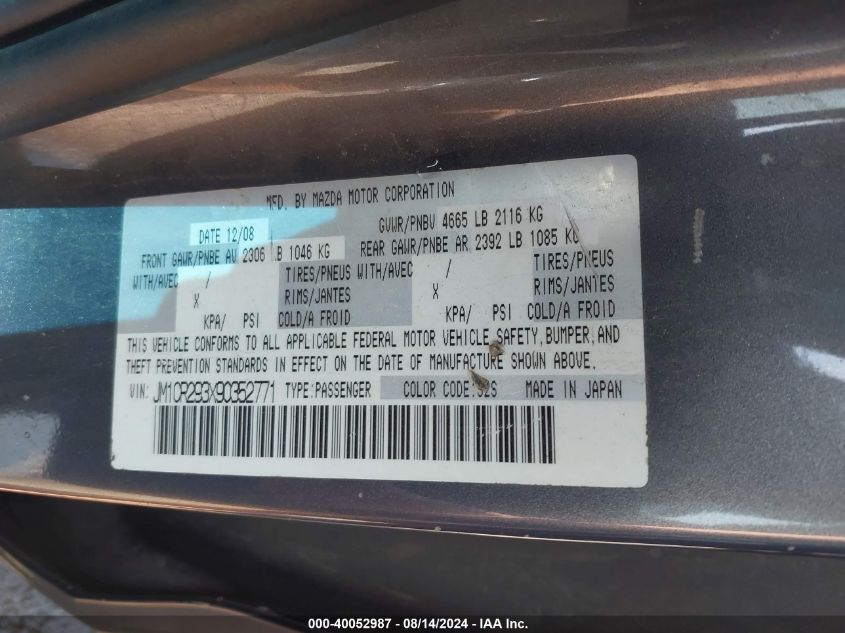 MFD. BY MAZDA MOTOR CORPORATION
DATE 12/08 GVWR/PNBV 4665 LB 2116 KG
FRONT GAWR/PNBE AV 2306 LB 1046 KG REAR GAWR/PNBE AR 2392 LB 1085 KG
WITH/AVEC / TIRES/PNEUS WITH/AVEC / TIRES/PNEUS
X RIMS/JANTES X RIMS/JANTES
KPA/ PSI COLD/A FROID KPA/ PSI COLD/A FROID
THIS VEHICLE CONFORMS TO ALL APPLICABLE FEDERAL MOTOR VEHICLE SAFETY, BUMPER, AND
THEFT PREVENTION STANDARDS IN EFFECT ON THE DATE OF MANUFACTURE SHOWN ABOVE.
VIN: JM1CR293X90352771 TYPE:PASSENGER COLOR CODE:32S MADE IN JAPAN
000-40052987 - 08/14/2024 - IAA Inc.